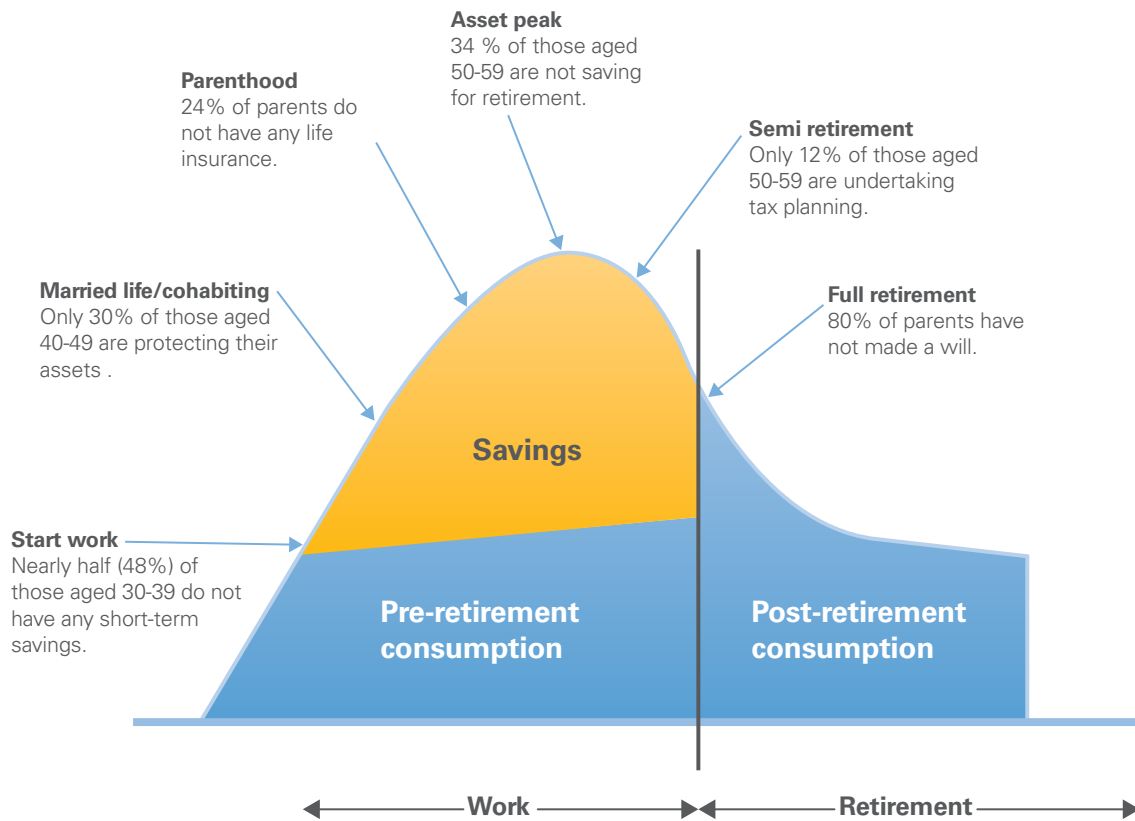 Asset peak
34 % of those aged
50-59 are not saving
for retirement.
Parenthood
24% of parents do
not have any life
insurance.
Semi retirement
Only 12% of those aged
50-59 are undertaking
tax planning.
Married life/cohabiting
Only 30% of those aged
40-49 are protecting their
assets .
Full retirement
80% of parents have
not made a will.
Savings
Start work
Nearly half (48%) of
those aged 30-39 do not
have any short-term
savings.
Pre-retirement
consumption
Post-retirement
consumption
Work
Retirement